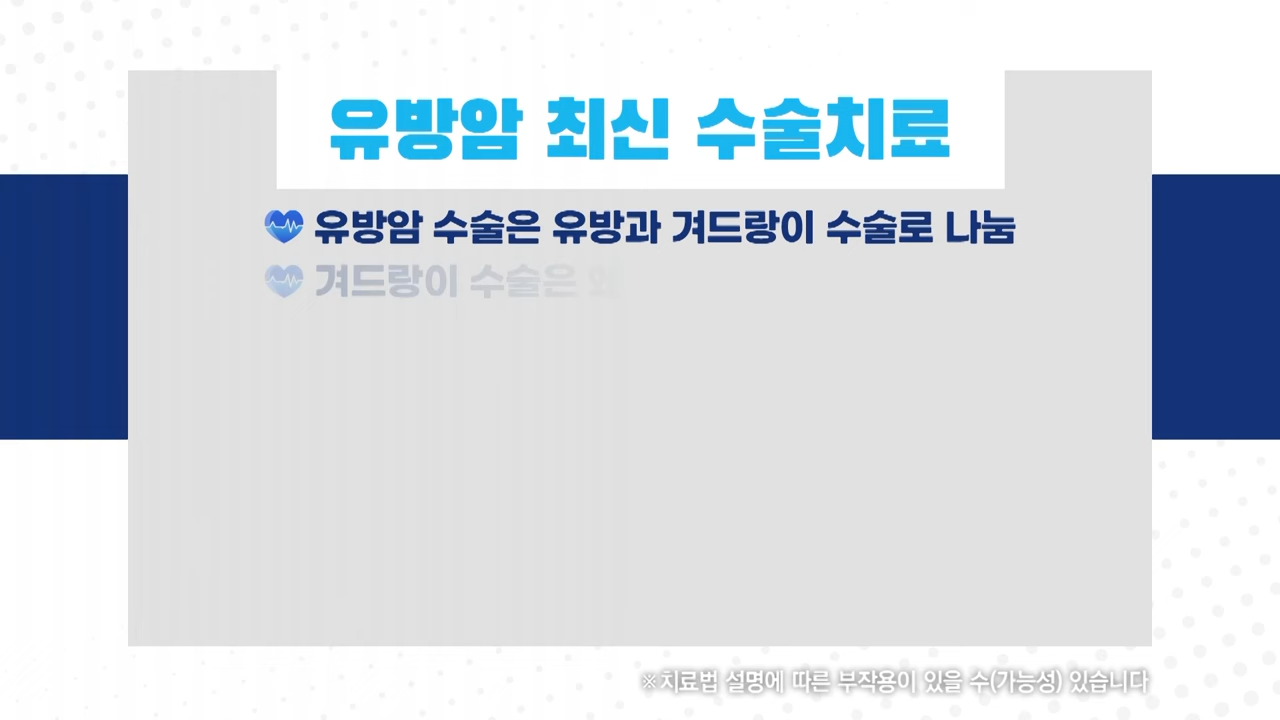 유방암 최신 수술치료
유방암 수술은 유방과 겨드랑이 수술로 나눔
겨드랑이 수술은
※치료법 설명에 따른 부작용이 있을 수(가능성) 있습니다